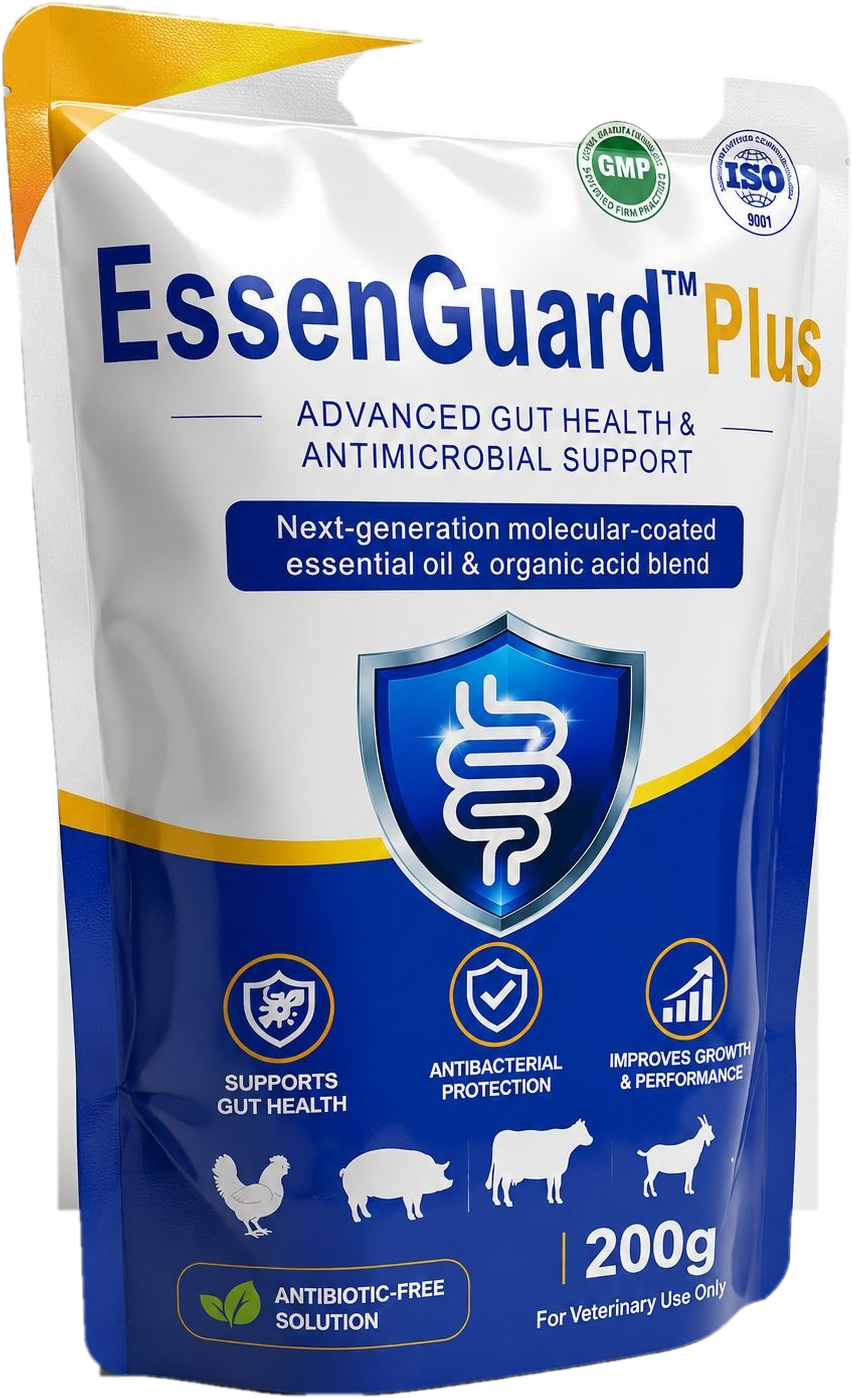 GMP
ISO
9001
EssenGuard™ Plus
ADVANCED GUT HEALTH &
ANTIMICROBIAL SUPPORT
Next-generation molecular-coated
essential oil & organic acid blend
SUPPORTS
GUT HEALTH
ANTIBACTERIAL
PROTECTION
IMPROVES GROWTH
& PERFORMANCE
200g
For Veterinary Use Only
ANTIBIOTIC-FREE
SOLUTION